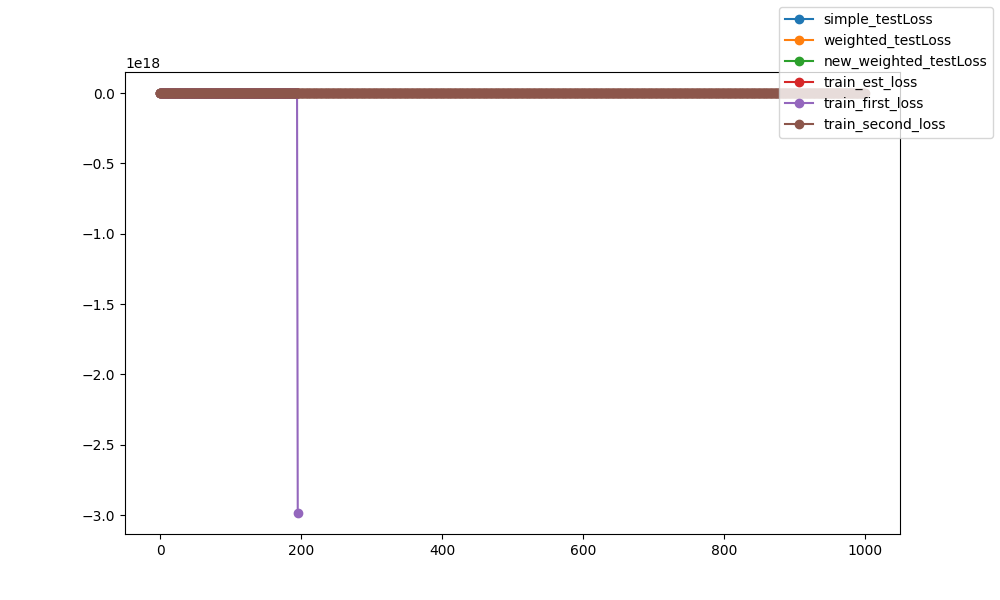 1e18
simple_testLoss
weighted_testLoss
new_weighted_testLoss
train_est_loss
train_first_loss
train_second_loss
0.0
−0.5
−1.0
−1.5
−2.0
−2.5
−3.0
0 200 400 600 800 1000